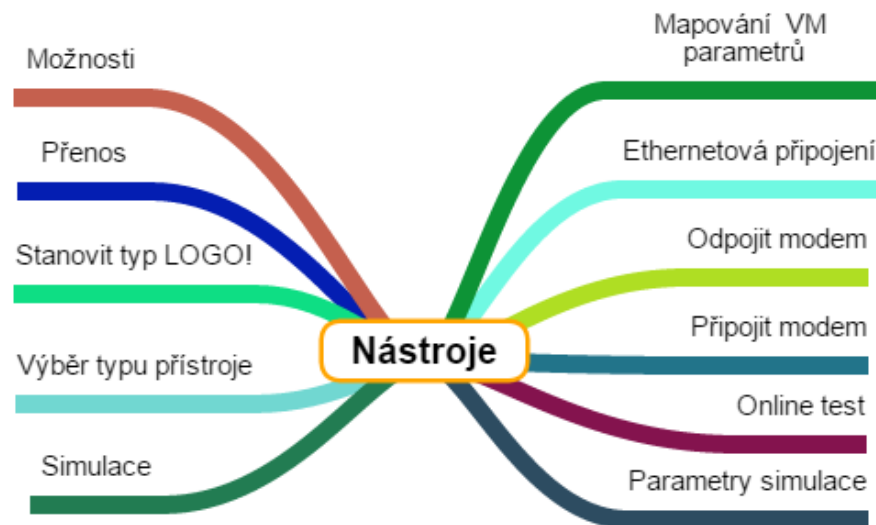 Možnosti
Přenos
Stanovit typ LOGO!
Výběr typu přístroje
Simulace
Nástroje
Mapování VM
parametrů
Ethernetová připojení
Odpojit modem
Připojit modem
Online test
Parametry simulace